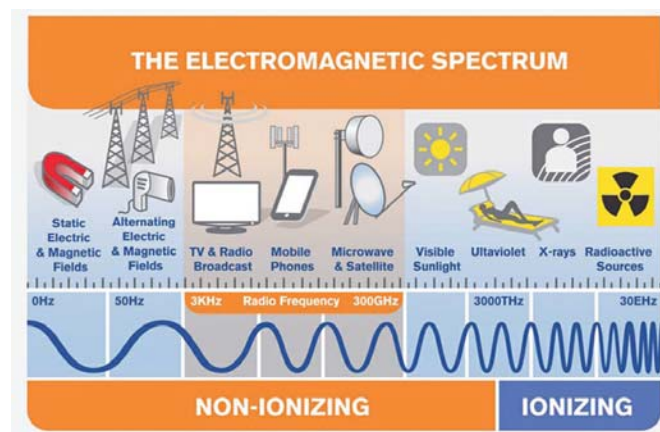 THE ELECTROMAGNETIC SPECTRUM
Static
Electric
& Magnetic
Fields
Alternating
Electric
& Magnetic
Fields
TV & Radio
Broadcast
Mobile
Phones
Microwave
& Satellite
Visible
Sunlight
Ultaviolet
X-rays
Radioactive
Sources
0Hz
50Hz
3KHz
Radio Frequency
300GHz
3000THz
30EHz
NON-IONIZING
IONIZING